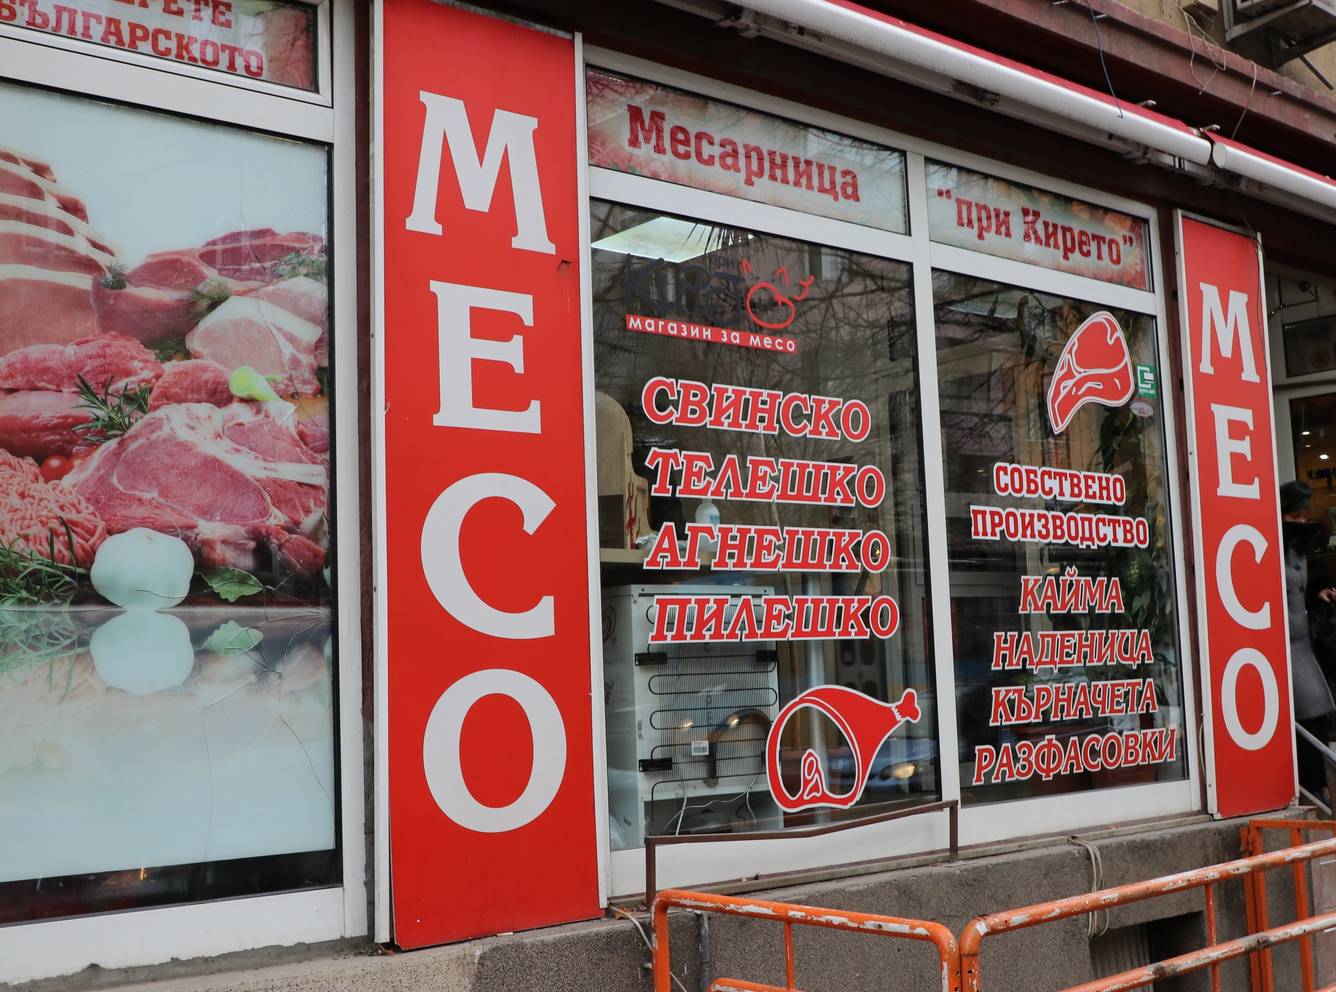 БЪЛГАРСКОТО
МЕСО
Месарница
"при Кирето"
магазин за месо
СВИНСКО
ТЕЛЕШКО
АГНЕШКО
ПИЛЕШКО
СОБСТВЕНО
ПРОИЗВОДСТВО
КАЙМА
НАДЕНИЦА
КЪРНАЧЕТА
РАЗФАСОВКИ
МЕСО